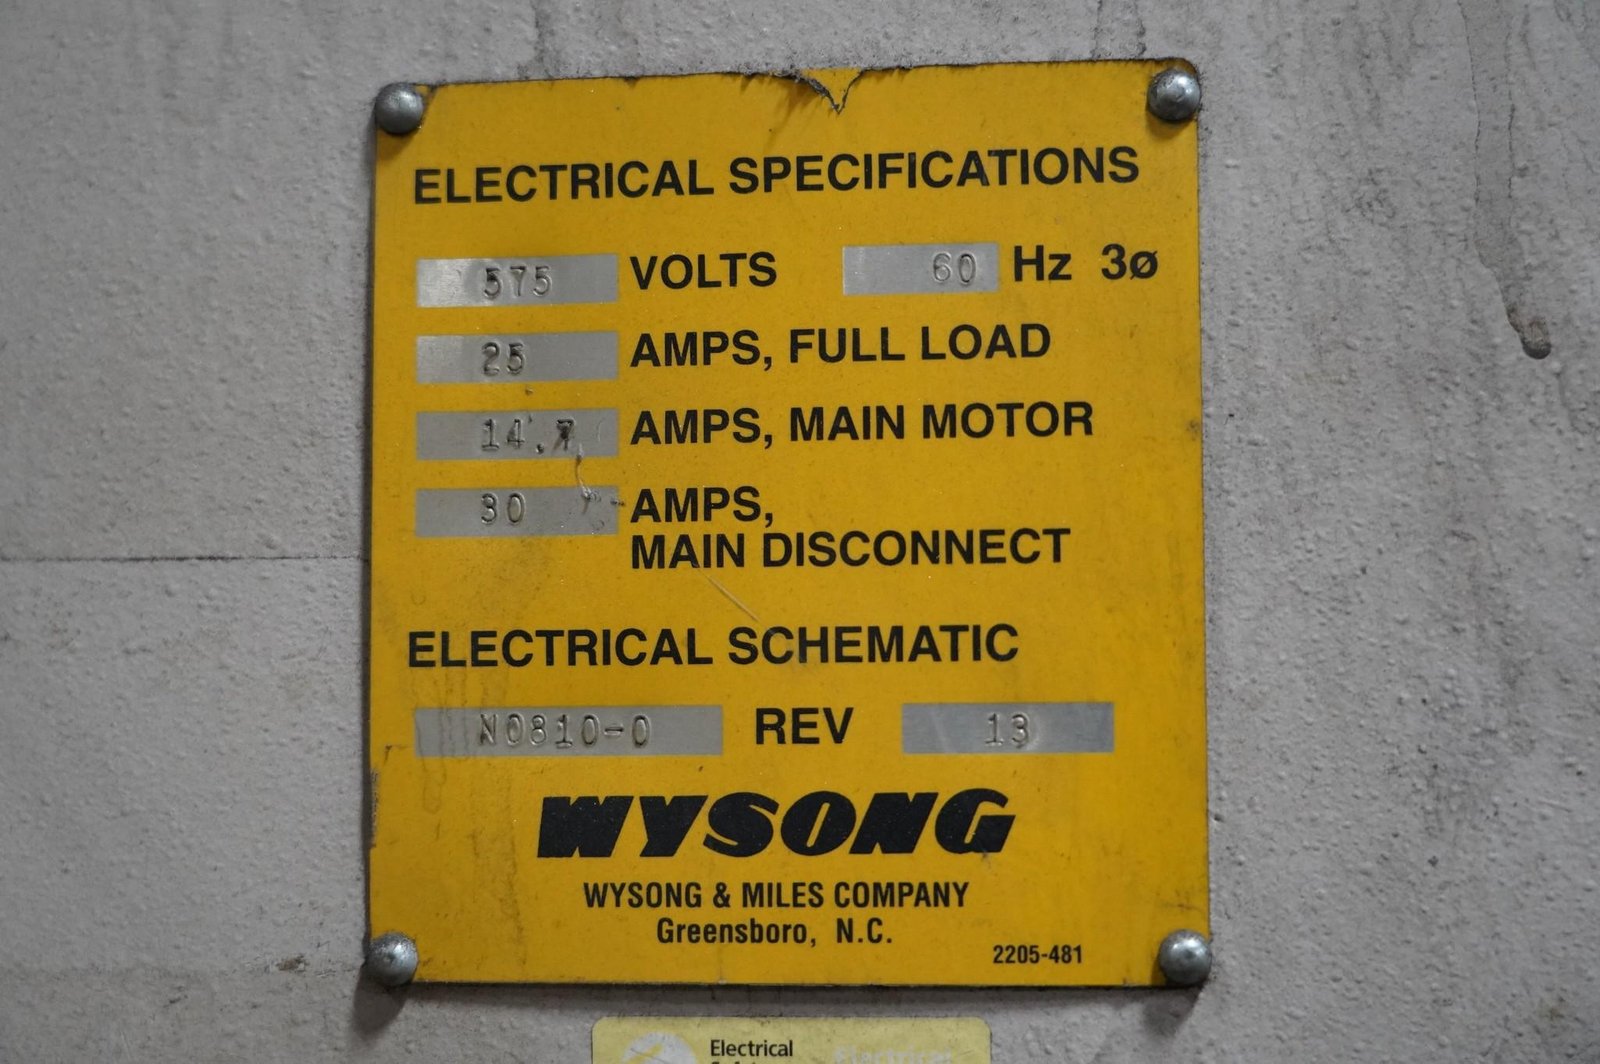 ELECTRICAL SPECIFICATIONS
575 VOLTS 60 Hz 3ø
25 AMPS, FULL LOAD
14.7 AMPS, MAIN MOTOR
30 AMPS,
MAIN DISCONNECT
ELECTRICAL SCHEMATIC
N0810-0 REV 13
WYSONG
WYSONG & MILES COMPANY
Greensboro, N.C.
2205-481
Electrical Electrical